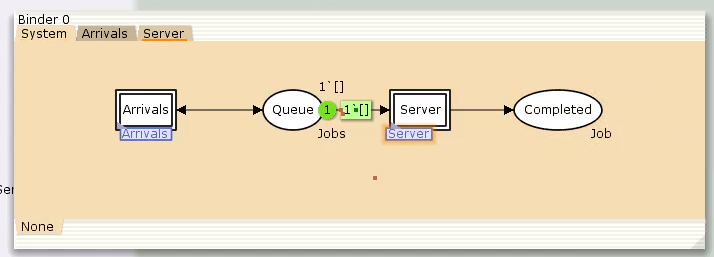 Binder 0
System Arrivals Server
1`[]
Arrivals Queue 1 1`[] Server Completed
Arrivals Jobs Server Job
None